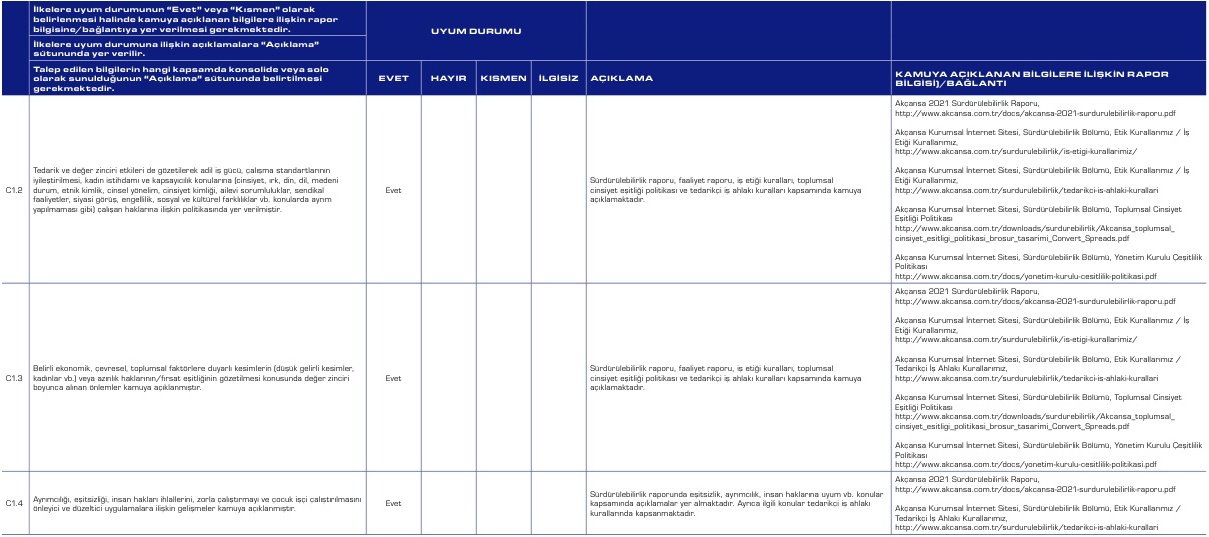 İlkelere uyum durumunun “Evet” veya “Kısmen” olarak
belirlenmesi halinde kamuya açıklanan bilgilere ilişkin rapor
bilgisine/bağlantıya yer verilmesi gerekmektedir.
İlkelere uyum durumuna ilişkin açıklamalara “Açıklama”
sütununda yer verilir.
Talep edilen bilgilerin hangi kapsamda konsolide veya solo
olarak sunulduğunun “Açıklama” sütununda belirtilmesi
gerekmektedir.
UYUM DURUMU
EVET
HAYIR
KISMEN
İLGİSİZ
AÇIKLAMA
KAMUYA AÇIKLANAN BİLGİLERE İLİŞKİN RAPOR
BİLGİSİ)/BAĞLANTI
C1.2
Tedarik ve değer zinciri etkileri de gözetilerek adil iş gücü, çalışma standartlarının
iyileştirilmesi, kadın istihdamı ve kapsayıcılık konularına (cinsiyet, ırk, din, dil, medeni
durum, etnik kimlik, cinsel yönelim, cinsiyet kimliği, ailevi sorumluluklar, sendikal
faaliyetler, siyasi görüş, engellilik, sosyal ve kültürel farklılıklar vb. konularda ayrım
yapılmaması gibi) çalışan haklarına ilişkin politikasında yer verilmiştir.
Evet
Sürdürülebilirlik raporu, faaliyet raporu, iş etiği kuralları, toplumsal
cinsiyet eşitliği politikası ve tedarikçi iş ahlakı kuralları kapsamında kamuya
açıklamaktadır.
Akçansa 2021 Sürdürülebilirlik Raporu,
http://www.akcansa.com.tr/docs/akcansa-2021-surdurulebilirlik-raporu.pdf
Akçansa Kurumsal İnternet Sitesi, Sürdürülebilirlik Bölümü, Etik Kurallarımız / İş
Etiği Kurallarımız,
http://www.akcansa.com.tr/surdurulebilirlik/is-etigi-kurallarimiz/
Akçansa Kurumsal İnternet Sitesi, Sürdürülebilirlik Bölümü, Etik Kurallarımız / İş
Etiği Kurallarımız,
http://www.akcansa.com.tr/surdurulebilirlik/tedarikci-is-ahlaki-kurallari
Akçansa Kurumsal İnternet Sitesi, Sürdürülebilirlik Bölümü, Toplumsal Cinsiyet
Eşitliği Politikası
http://www.akcansa.com.tr/downloads/surdurebilirlik/Akcansa_toplumsal_
cinsiyet_esitligi_politikasi_brosur_tasarimi_Convert_Spreads.pdf
Akçansa Kurumsal İnternet Sitesi, Sürdürülebilirlik Bölümü, Yönetim Kurulu Çeşitlilik
Politikası
http://www.akcansa.com.tr/docs/yonetim-kurulu-cesitlilik-politikasi.pdf
C1.3
Belirli ekonomik, çevresel, toplumsal faktörlere duyarlı kesimlerin (düşük gelirli kesimler,
kadınlar vb.) veya azınlık haklarının/fırsat eşitliğinin gözetilmesi konusunda değer zinciri
boyunca alınan önlemler kamuya açıklanmıştır.
Evet
Sürdürülebilirlik raporu, faaliyet raporu, iş etiği kuralları, toplumsal
cinsiyet eşitliği politikası ve tedarikçi iş ahlakı kuralları kapsamında kamuya
açıklamaktadır.
Akçansa 2021 Sürdürülebilirlik Raporu,
http://www.akcansa.com.tr/docs/akcansa-2021-surdurulebilirlik-raporu.pdf
Akçansa Kurumsal İnternet Sitesi, Sürdürülebilirlik Bölümü, Etik Kurallarımız / İş
Etiği Kurallarımız,
http://www.akcansa.com.tr/surdurulebilirlik/is-etigi-kurallarimiz/
Akçansa Kurumsal İnternet Sitesi, Sürdürülebilirlik Bölümü, Etik Kurallarımız /
Tedarikçi İş Ahlakı Kurallarımız,
http://www.akcansa.com.tr/surdurulebilirlik/tedarikci-is-ahlaki-kurallari
Akçansa Kurumsal İnternet Sitesi, Sürdürülebilirlik Bölümü, Toplumsal Cinsiyet
Eşitliği Politikası
http://www.akcansa.com.tr/downloads/surdurebilirlik/Akcansa_toplumsal_
cinsiyet_esitligi_politikasi_brosur_tasarimi_Convert_Spreads.pdf
Akçansa Kurumsal İnternet Sitesi, Sürdürülebilirlik Bölümü, Yönetim Kurulu Çeşitlilik
Politikası
http://www.akcansa.com.tr/docs/yonetim-kurulu-cesitlilik-politikasi.pdf
C1.4
Ayrımcılığı, eşitsizliği, insan hakları ihlallerini, zorla çalıştırmayı ve çocuk işçi çalıştırılmasını
önleyici ve düzeltici uygulamalara ilişkin gelişmeler kamuya açıklanmıştır.
Evet
Sürdürülebilirlik raporunda eşitsizlik, ayrımcılık, insan haklarına uyum vb. konular
kapsamında açıklamalar yer almaktadır. Ayrıca ilgili konular tedarikçi iş ahlakı
kurallarında kapsanmaktadır.
Akçansa 2021 Sürdürülebilirlik Raporu,
http://www.akcansa.com.tr/docs/akcansa-2021-surdurulebilirlik-raporu.pdf
Akçansa Kurumsal İnternet Sitesi, Sürdürülebilirlik Bölümü, Etik Kurallarımız /
Tedarikçi İş Ahlakı Kurallarımız,
http://www.akcansa.com.tr/surdurulebilirlik/tedarikci-is-ahlaki-kurallari